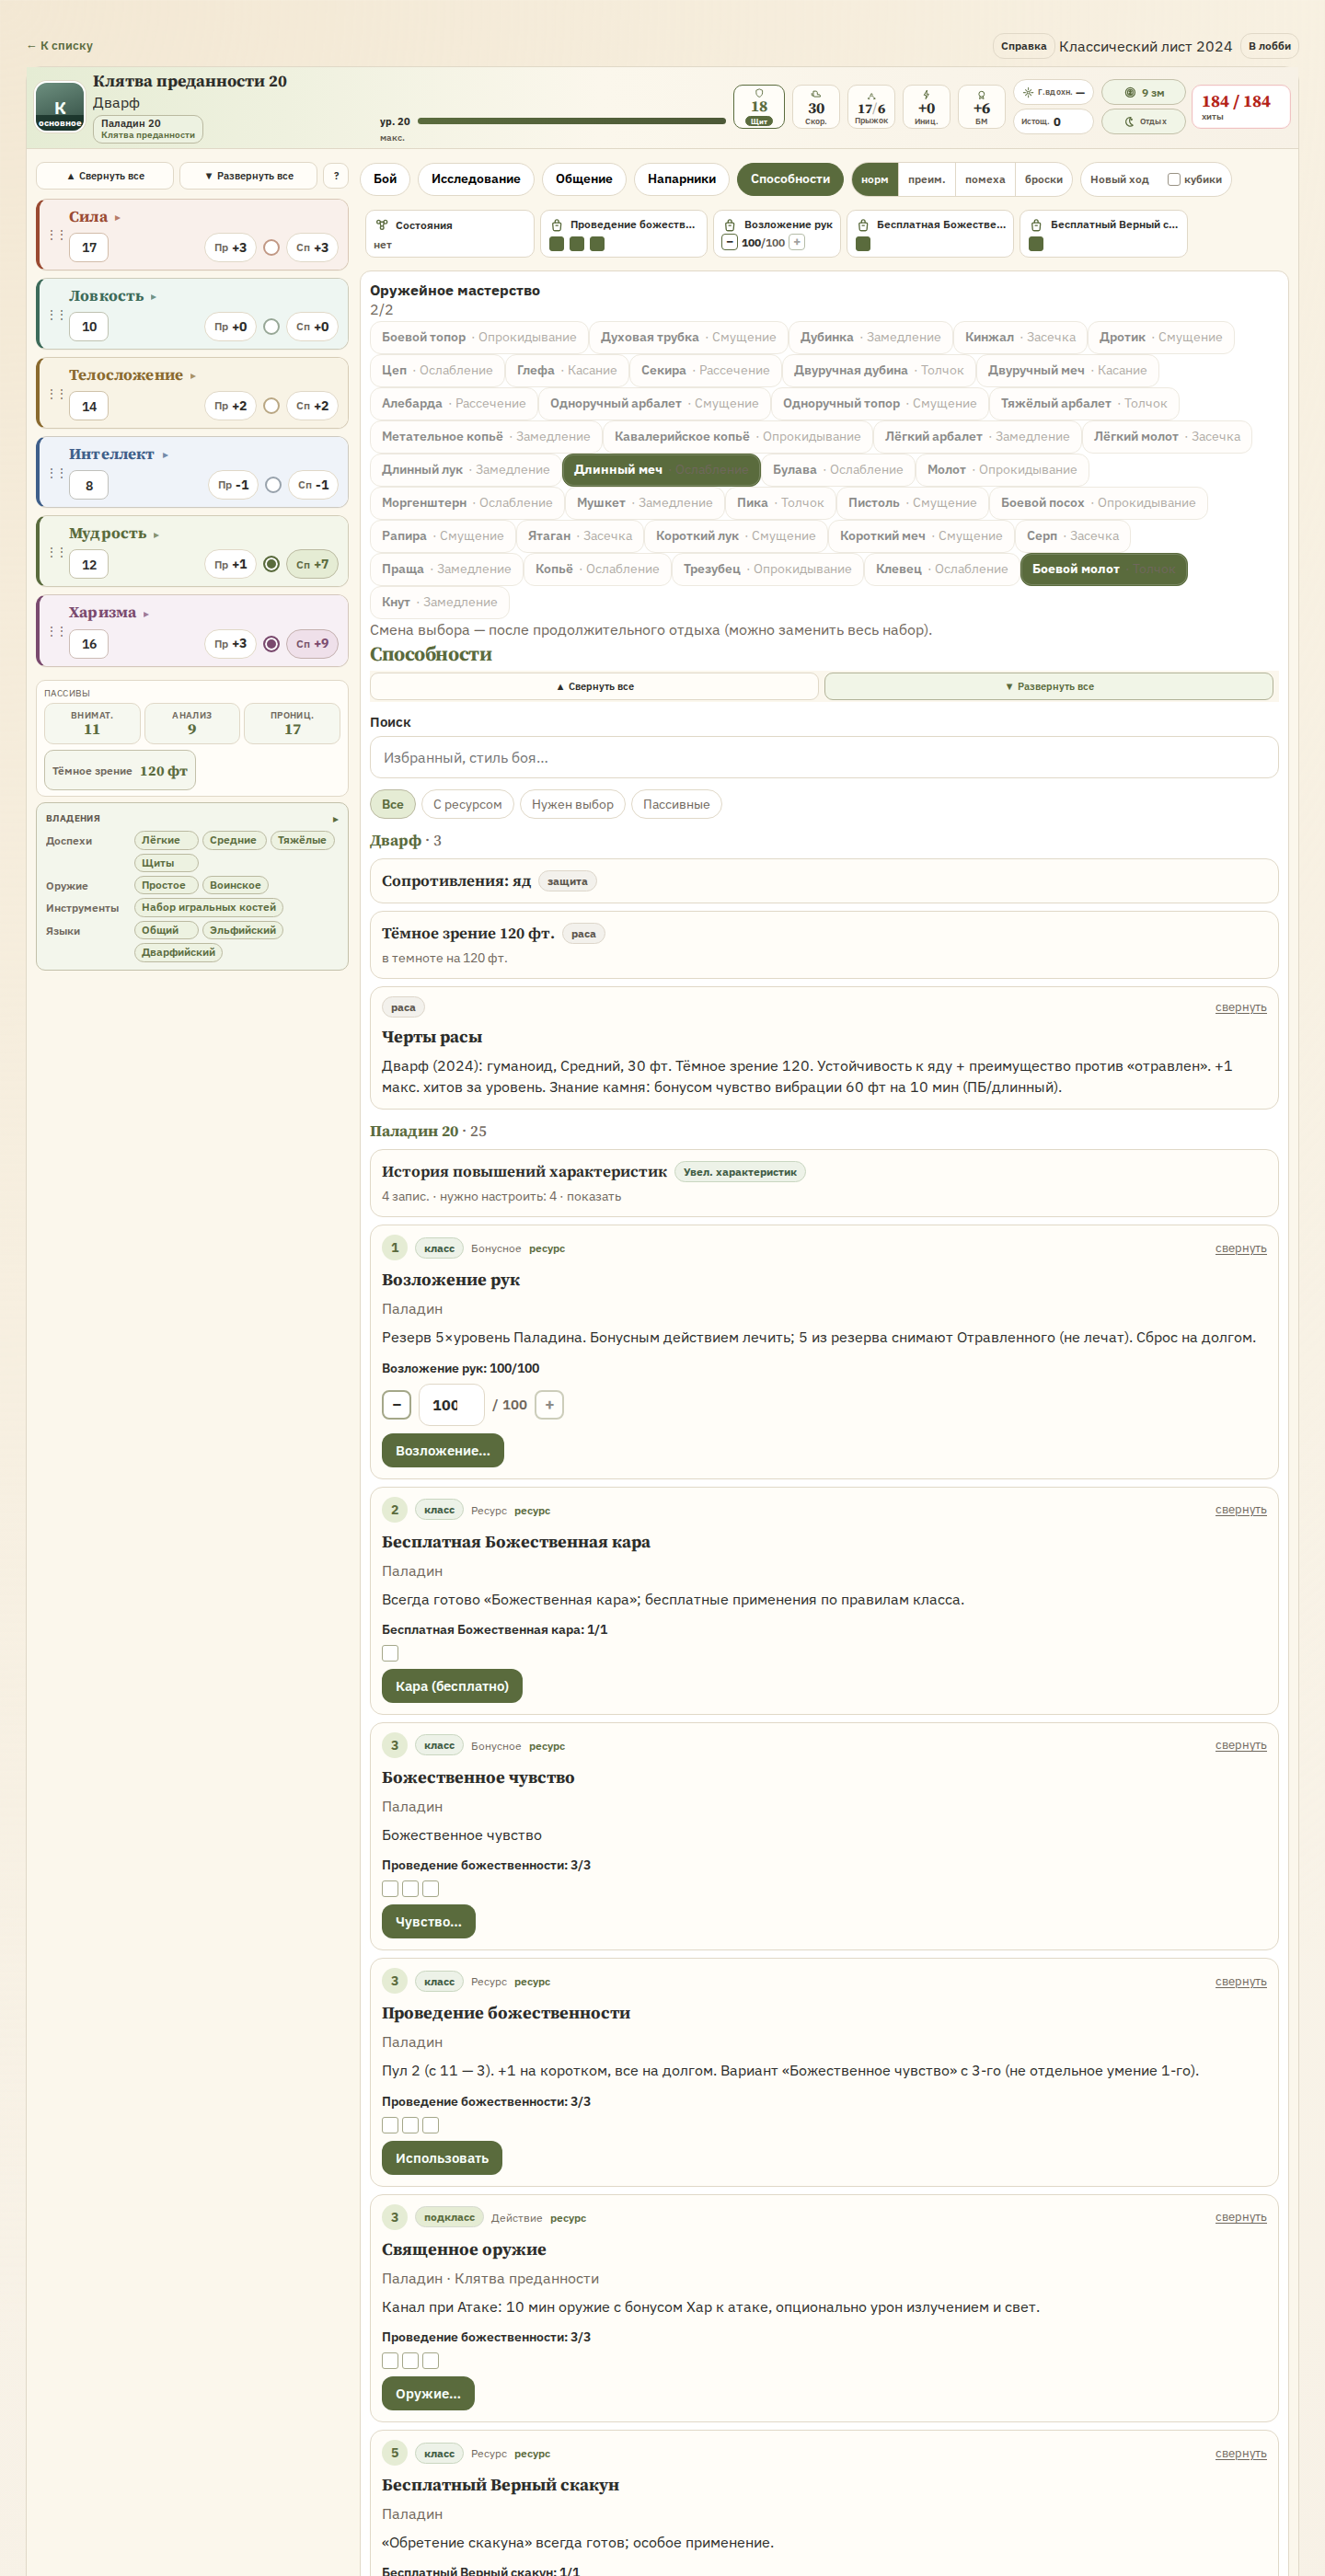 ← К списку
Справка Классический лист 2024 В лобби
К
основное
Клятва преданности 20
Дварф
Паладин 20
Клятва преданности
ур. 20
макс.
18
Щит
30
Скор.
17/6
Прыжок
+0
Иниц.
+6
БМ
Г.вдохн. —
Истощ. 0
9 зм
Отдых
184 / 184
хиты
▲ Свернуть все ▼ Развернуть все ?
Бой Исследование Общение Напарники Способности норм преим. помеха броски Новый ход кубики
Сила ▸
17 Пр +3 Сп +3
Ловкость ▸
10 Пр +0 Сп +0
Телосложение ▸
14 Пр +2 Сп +2
Интеллект ▸
8 Пр -1 Сп -1
Мудрость ▸
12 Пр +1 Сп +7
Харизма ▸
16 Пр +3 Сп +9
ПАССИВЫ
ВНИМАТ. АНАЛИЗ ПРОНИЦ.
11 9 17
Тёмное зрение 120 фт
ВЛАДЕНИЯ ▸
Доспехи Лёгкие Средние Тяжёлые
Щиты
Оружие Простое Воинское
Инструменты Набор игральных костей
Языки Общий Эльфийский
Дварфийский
Состояния
нет
Проведение божеств...
Возложение рук
− 100/100 +
Бесплатная Божестве...
Бесплатный Верный с...
Оружейное мастерство
2/2
Боевой топор · Опрокидывание Духовая трубка · Смущение Дубинка · Замедление Кинжал · Засечка Дротик · Смущение
Цеп · Ослабление Глефа · Касание Секира · Рассечение Двуручная дубина · Толчок Двуручный меч · Касание
Алебарда · Рассечение Одноручный арбалет · Смущение Одноручный топор · Смущение Тяжёлый арбалет · Толчок
Метательное копьё · Замедление Кавалерийское копьё · Опрокидывание Лёгкий арбалет · Замедление Лёгкий молот · Засечка
Длинный лук · Замедление Длинный меч Булава · Ослабление Молот · Опрокидывание
Моргенштерн · Ослабление Мушкет · Замедление Пика · Толчок Пистоль · Смущение Боевой посох · Опрокидывание
Рапира · Смущение Ятаган · Засечка Короткий лук · Смущение Короткий меч · Смущение Серп · Засечка
Праща · Замедление Копьё · Ослабление Трезубец · Опрокидывание Клевец · Ослабление Боевой молот
Кнут · Замедление
Смена выбора — после продолжительного отдыха (можно заменить весь набор).
Способности
▲ Свернуть все ▼ Развернуть все
Поиск
Избранный, стиль боя...
Все С ресурсом Нужен выбор Пассивные
Дварф · 3
Сопротивления: яд защита
Тёмное зрение 120 фт. раса
в темноте на 120 фт.
раса свернуть
Черты расы
Дварф (2024): гуманоид, Средний, 30 фт. Тёмное зрение 120. Устойчивость к яду + преимущество против «отравлен». +1
макс. хитов за уровень. Знание камня: бонусом чувство вибрации 60 фт на 10 мин (ПБ/длинный).
Паладин 20 · 25
История повышений характеристик Увел. характеристик
4 запис. · нужно настроить: 4 · показать
1 класс Бонусное ресурс свернуть
Возложение рук
Паладин
Резерв 5×уровень Паладина. Бонусным действием лечить; 5 из резерва снимают Отравленного (не лечат). Сброс на долгом.
Возложение рук: 100/100
− 100 / 100 +
Возложение...
2 класс Ресурс ресурс свернуть
Бесплатная Божественная кара
Паладин
Всегда готово «Божественная кара»; бесплатные применения по правилам класса.
Бесплатная Божественная кара: 1/1
Кара (бесплатно)
3 класс Бонусное ресурс свернуть
Божественное чувство
Паладин
Божественное чувство
Проведение божественности: 3/3
Чувство...
3 класс Ресурс ресурс свернуть
Проведение божественности
Паладин
Пул 2 (с 11 — 3). +1 на коротком, все на долгом. Вариант «Божественное чувство» с 3-го (не отдельное умение 1-го).
Проведение божественности: 3/3
Использовать
3 подкласс Действие ресурс свернуть
Священное оружие
Паладин · Клятва преданности
Канал при Атаке: 10 мин оружие с бонусом Хар к атаке, опционально урон излучением и свет.
Проведение божественности: 3/3
Оружие...
5 класс Ресурс ресурс свернуть
Бесплатный Верный скакун
Паладин
«Обретение скакуна» всегда готов; особое применение.
Бесплатный Верный скакун: 1/1